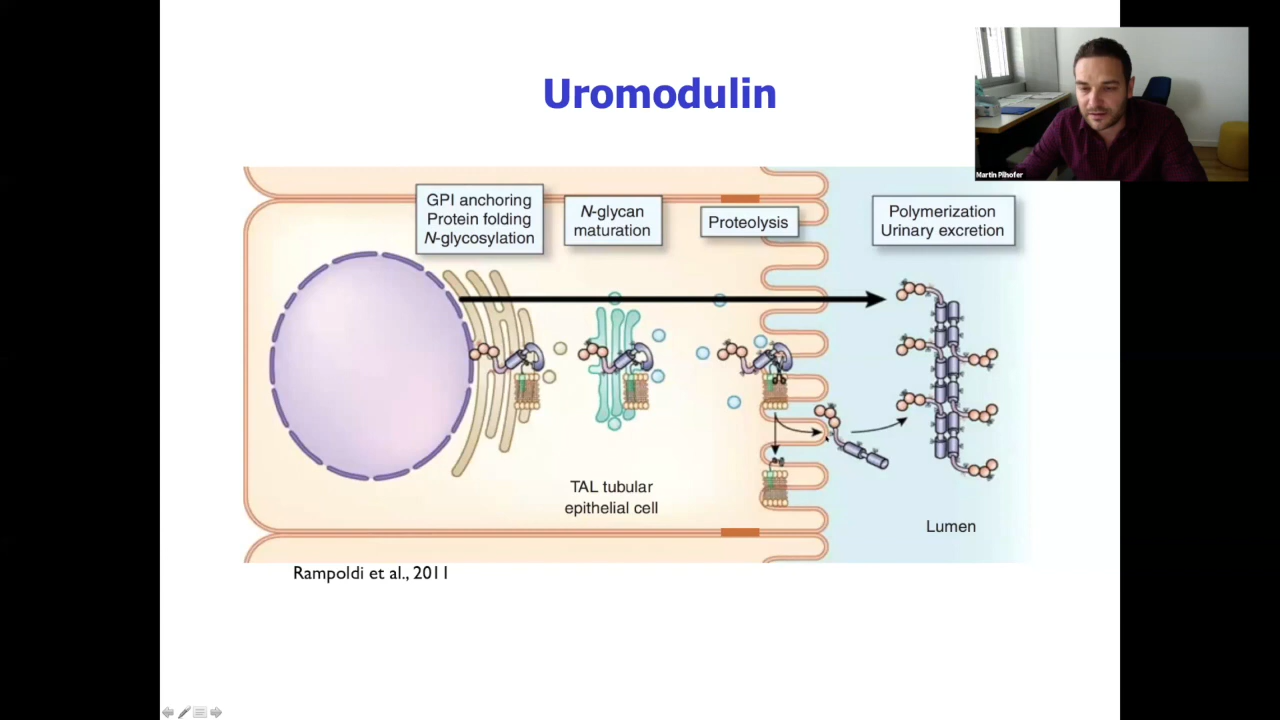 Uromodulin
Martin Pilhofer
GPI anchoring
Protein folding
N-glycosylation
N-glycan
maturation
Proteolysis
Polymerization
Urinary excretion
TAL tubular
epithelial cell
Lumen
Rampoldi et al., 2011